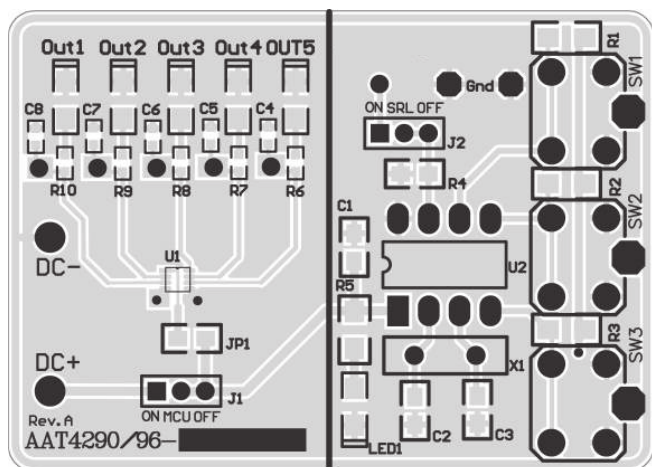 Out1 Out2 Out3 Out4 OUT5
C8 C7 C6 C5 C4
R10 R9 R8 R7 R6
DC-
U1
DC+
JP1
J1
ON MCU OFF
Rev.A
AAT4290/96-
Gnd
ON SRL OFF
J2
R4
C1
U2
R5
X1
C2
C3
LED1
R1
SW1
R2
SW2
R3
SW3